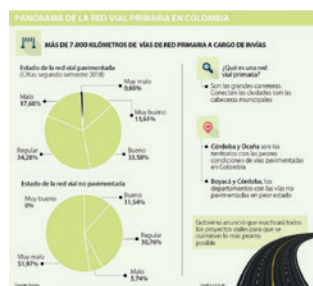 PANORAMA DE LA RED VIAL PRIMARIA EN COLOMBIA
MÁS DE 7.000 KILÓMETROS DE VÍAS DE RED PRIMARIA A CARGO DE INVÍAS
Estado de la red vial pavimentada
(Cifras segundo semestre 2018)
Muy malo
0,86%
Malo
17,68%
Muy bueno
13,61%
Regular
34,28%
Bueno
33,58%
Estado de la red vial no pavimentada
Muy bueno
0%
Bueno
11,54%
Regular
30,76%
Muy malo
51,97%
Malo
5,74%
¿Qué es una red
vial primaria?
Son las grandes carreteras.
Conectan las ciudades con las
cabeceras municipales
Córdoba y Ocaña son los
territorios con las peores
condiciones de vías pavimentadas
en Colombia
Boyacá y Córdoba, los
departamentos con las vías no
pavimentadas en peor estado
Gobierno anunció que reactivará todos
los proyectos viales para que se
culminen lo más pronto
posible